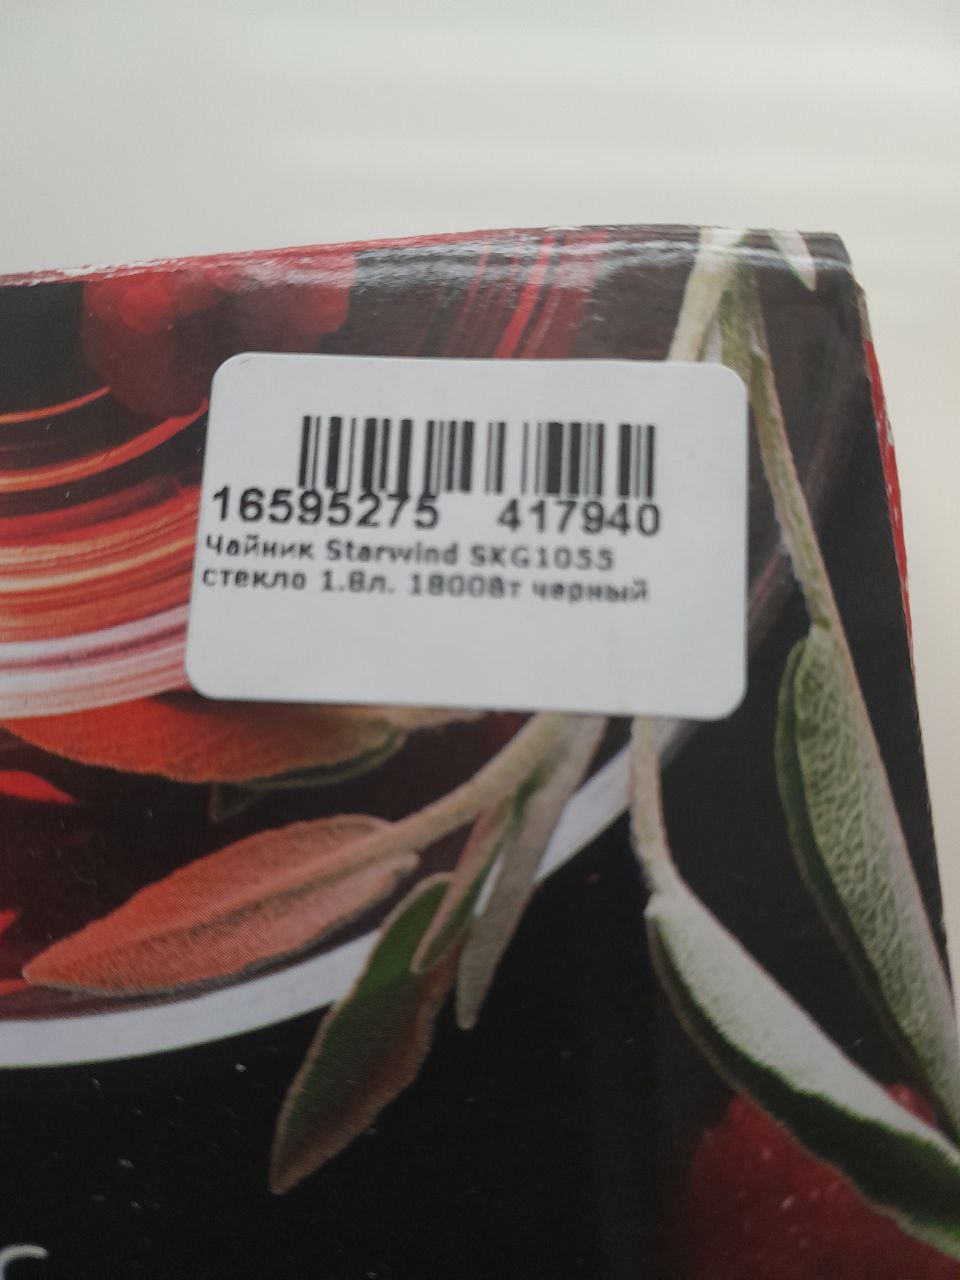 16595275 417940
Чайник Starwind SKG1055
стекло 1.8л. 1800Вт черный